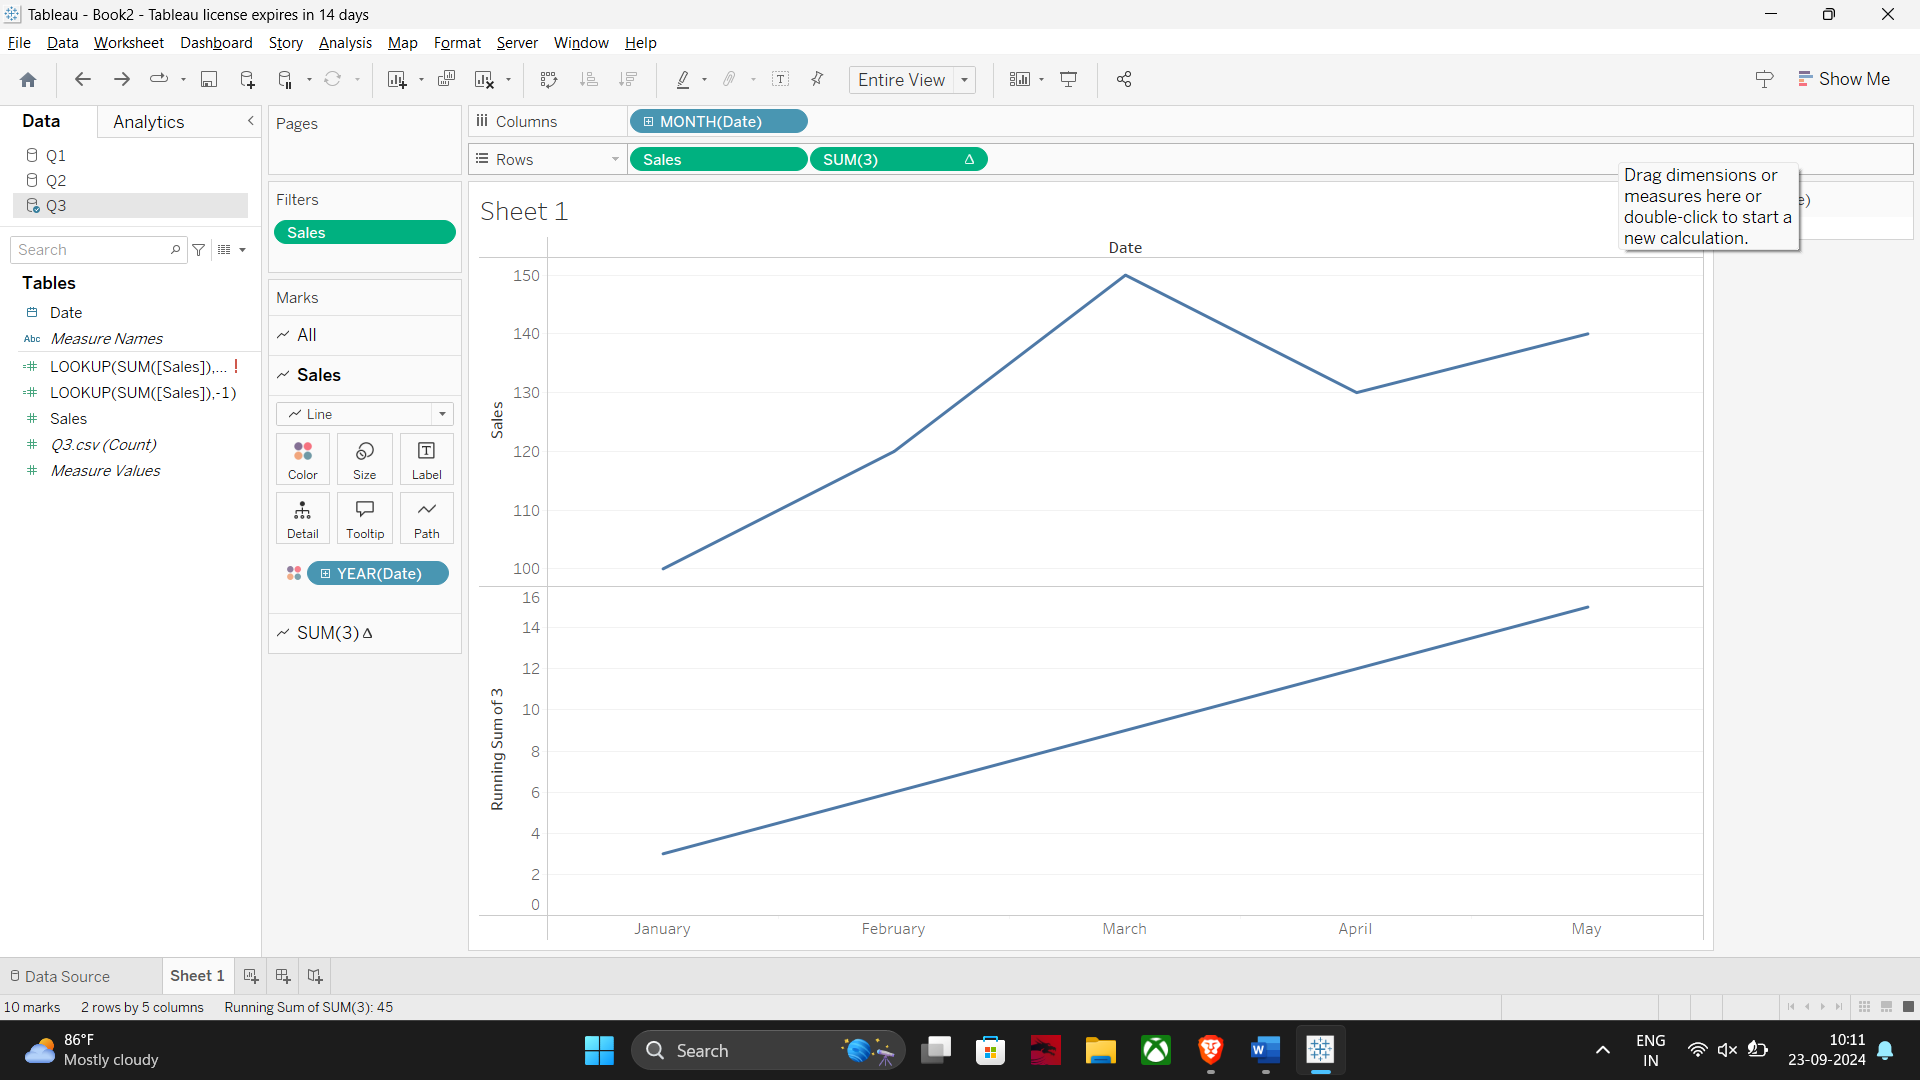 Tableau - Book2 - Tableau license expires in 14 days
File Data Worksheet Dashboard Story Analysis Map Format Server Window Help
Entire View
Show Me
Data Analytics
Q1
Q2
Q3
Search
Tables
Date
Abc Measure Names
LOOKUP(SUM([Sales]),... !
LOOKUP(SUM([Sales]),-1)
Sales
Q3.csv (Count)
Measure Values
Pages
Filters
Sales
Marks
All
Sales
Line
Color Size Label
Detail Tooltip Path
YEAR(Date)
SUM(3) Δ
Columns MONTH(Date)
Rows Sales SUM(3) Δ
Drag dimensions or
measures here or
double-click to start a
new calculation.
e)
Sheet 1
Date
150
140
130
120
110
100
Sales
16
14
12
10
8
6
4
2
0
Running Sum of 3
January February March April May
Data Source Sheet 1
10 marks 2 rows by 5 columns Running Sum of SUM(3): 45
86°F
Mostly cloudy
Search
W
ENG
IN
10:11
23-09-2024